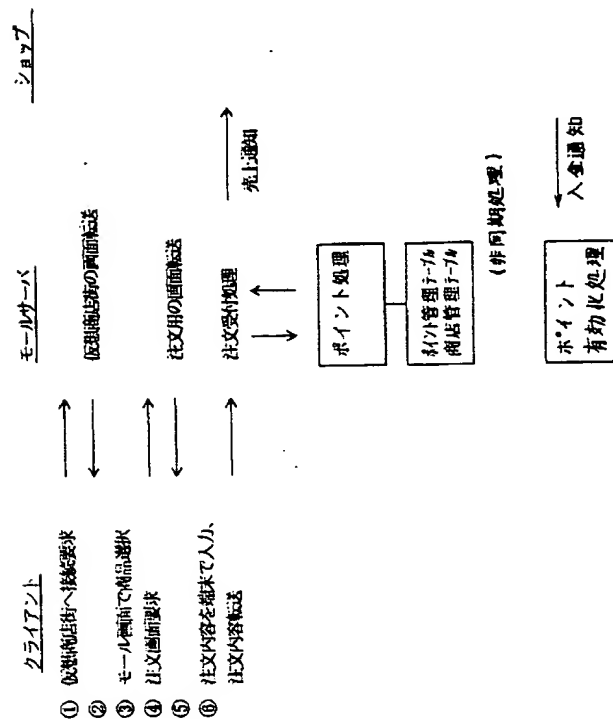 クライアント
モールサーバ
ショップ
① 仮想商店街へ接続要求
② 仮想商店街の画面転送
③ モール画面で商品選択
④ 注文画面要求
⑤ 注文用の画面転送
⑥ 注文内容を端末で入力、
注文内容転送
注文受付処理
売上通知
ポイント処理
ポイント管理テーブル
商店管理テーブル
(非同期処理)
ポイント
有効化処理
入金通知